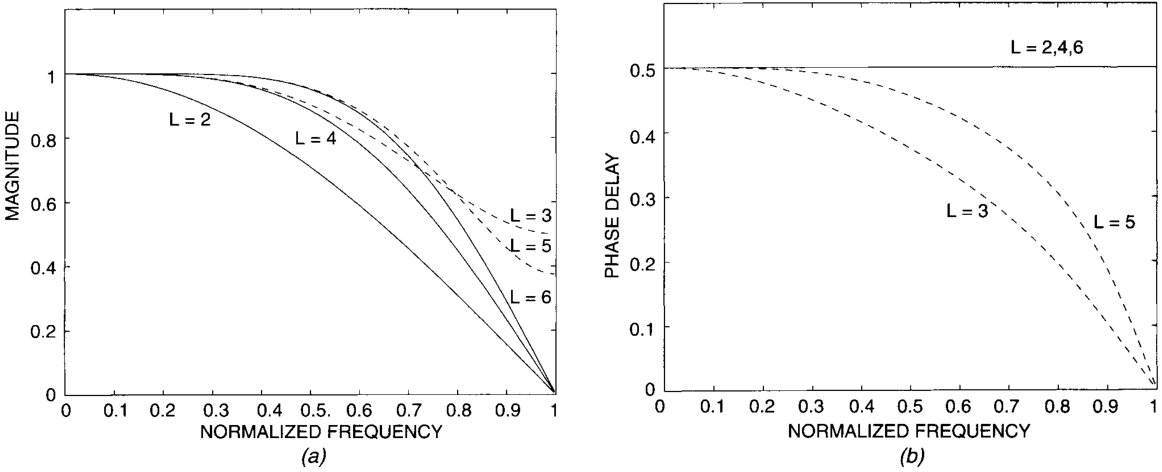 MAGNITUDE
1
0.8
0.6
0.4
0.2
0
L = 2
L = 4
L = 3
L = 5
L = 6
0 0.1 0.2 0.3 0.4 0.5. 0.6 0.7 0.8 0.9 1
NORMALIZED FREQUENCY
(a)
PHASE DELAY
0.5
0.4
0.3
0.2
0.1
0
L = 2,4,6
L = 3
L = 5
0 0.1 0.2 0.3 0.4 0.5 0.6 0.7 0.8 0.9 1
NORMALIZED FREQUENCY
(b)